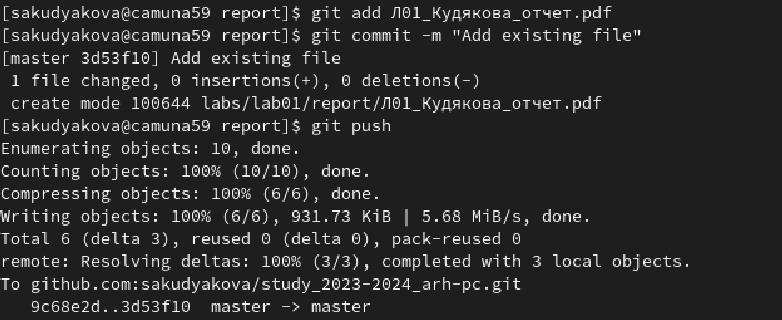 [sakudyakova@camuna59 report]$ git add Л01_Кудякова_отчет.pdf
[sakudyakova@camuna59 report]$ git commit -m "Add existing file"
[master 3d53f10] Add existing file
 1 file changed, 0 insertions(+), 0 deletions(-)
 create mode 100644 labs/lab01/report/Л01_Кудякова_отчет.pdf
[sakudyakova@camuna59 report]$ git push
Enumerating objects: 10, done.
Counting objects: 100% (10/10), done.
Compressing objects: 100% (6/6), done.
Writing objects: 100% (6/6), 931.73 KiB | 5.68 MiB/s, done.
Total 6 (delta 3), reused 0 (delta 0), pack-reused 0
remote: Resolving deltas: 100% (3/3), completed with 3 local objects.
To github.com:sakudyakova/study_2023-2024_arh-pc.git
   9c68e2d..3d53f10  master -> master